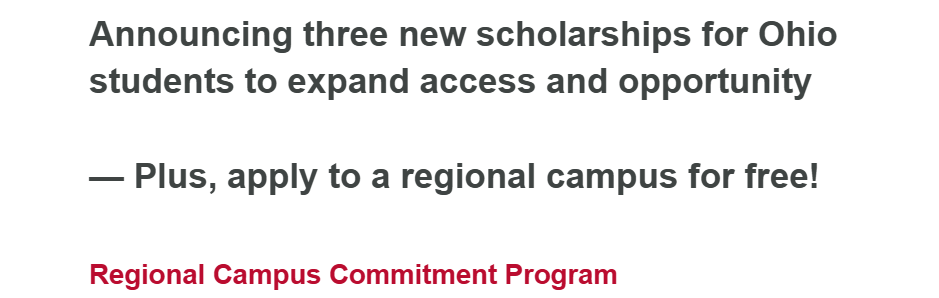 Announcing three new scholarships for Ohio
students to expand access and opportunity
— Plus, apply to a regional campus for free!
Regional Campus Commitment Program